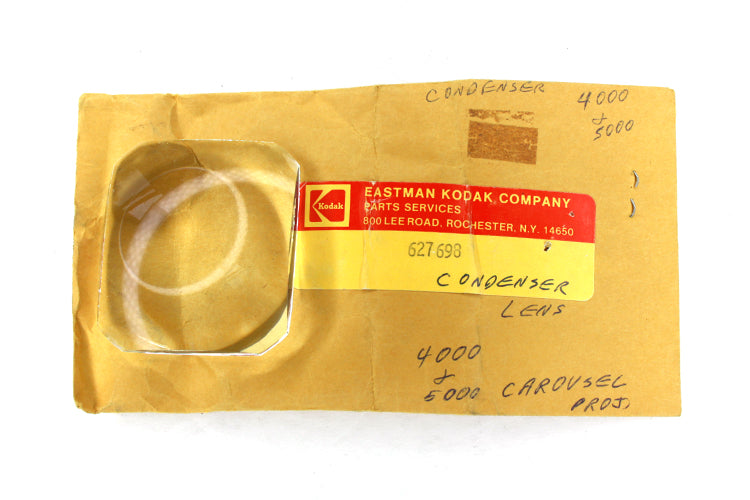 CONDENSER 4000
&
5000
EASTMAN KODAK COMPANY
Kodak
PARTS SERVICES
800 LEE ROAD, ROCHESTER, N.Y. 14650
627698
CONDENSER
LENS
4000
&
5000 CAROUSEL
PROJ